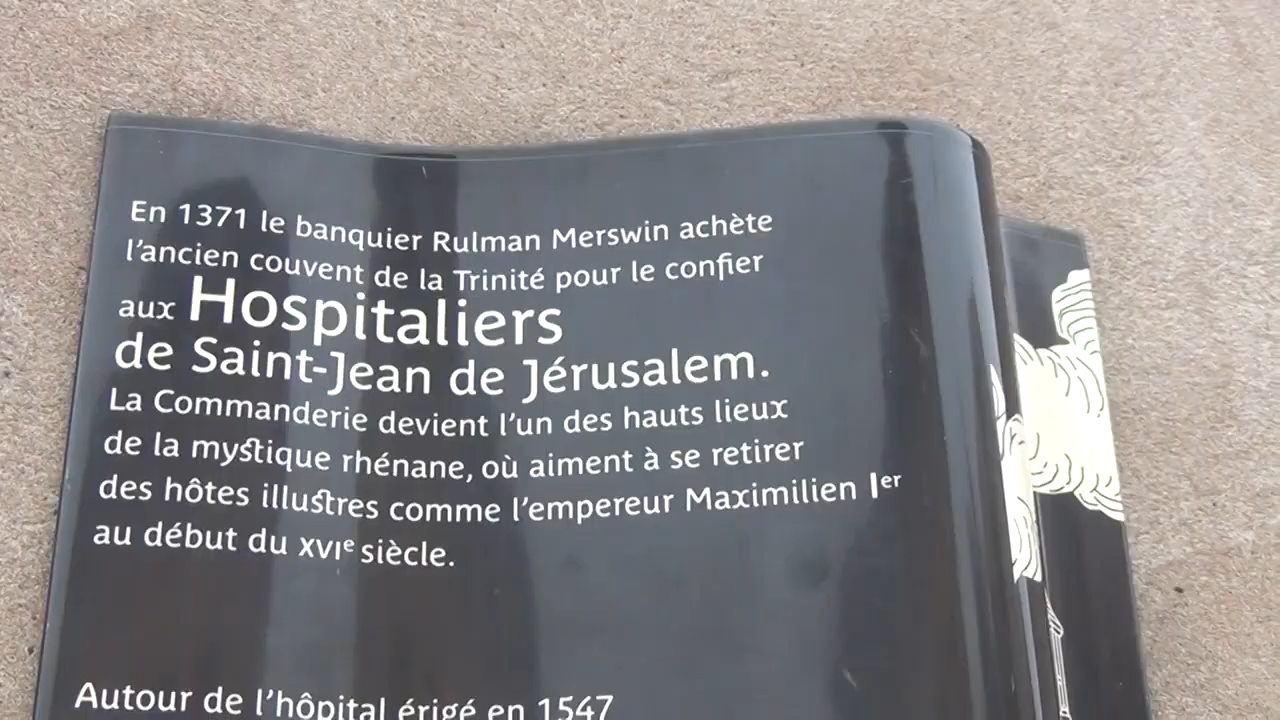 En 1371 le banquier Rulman Merswin achète
l'ancien couvent de la Trinité pour le confier
aux Hospitaliers
de Saint-Jean de Jérusalem.
La Commanderie devient l'un des hauts lieux
de la mystique rhénane, où aiment à se retirer
des hôtes illustres comme l'empereur Maximilien Ier
au début du XVIe siècle.
Autour de l'hôpital érigé en 1547